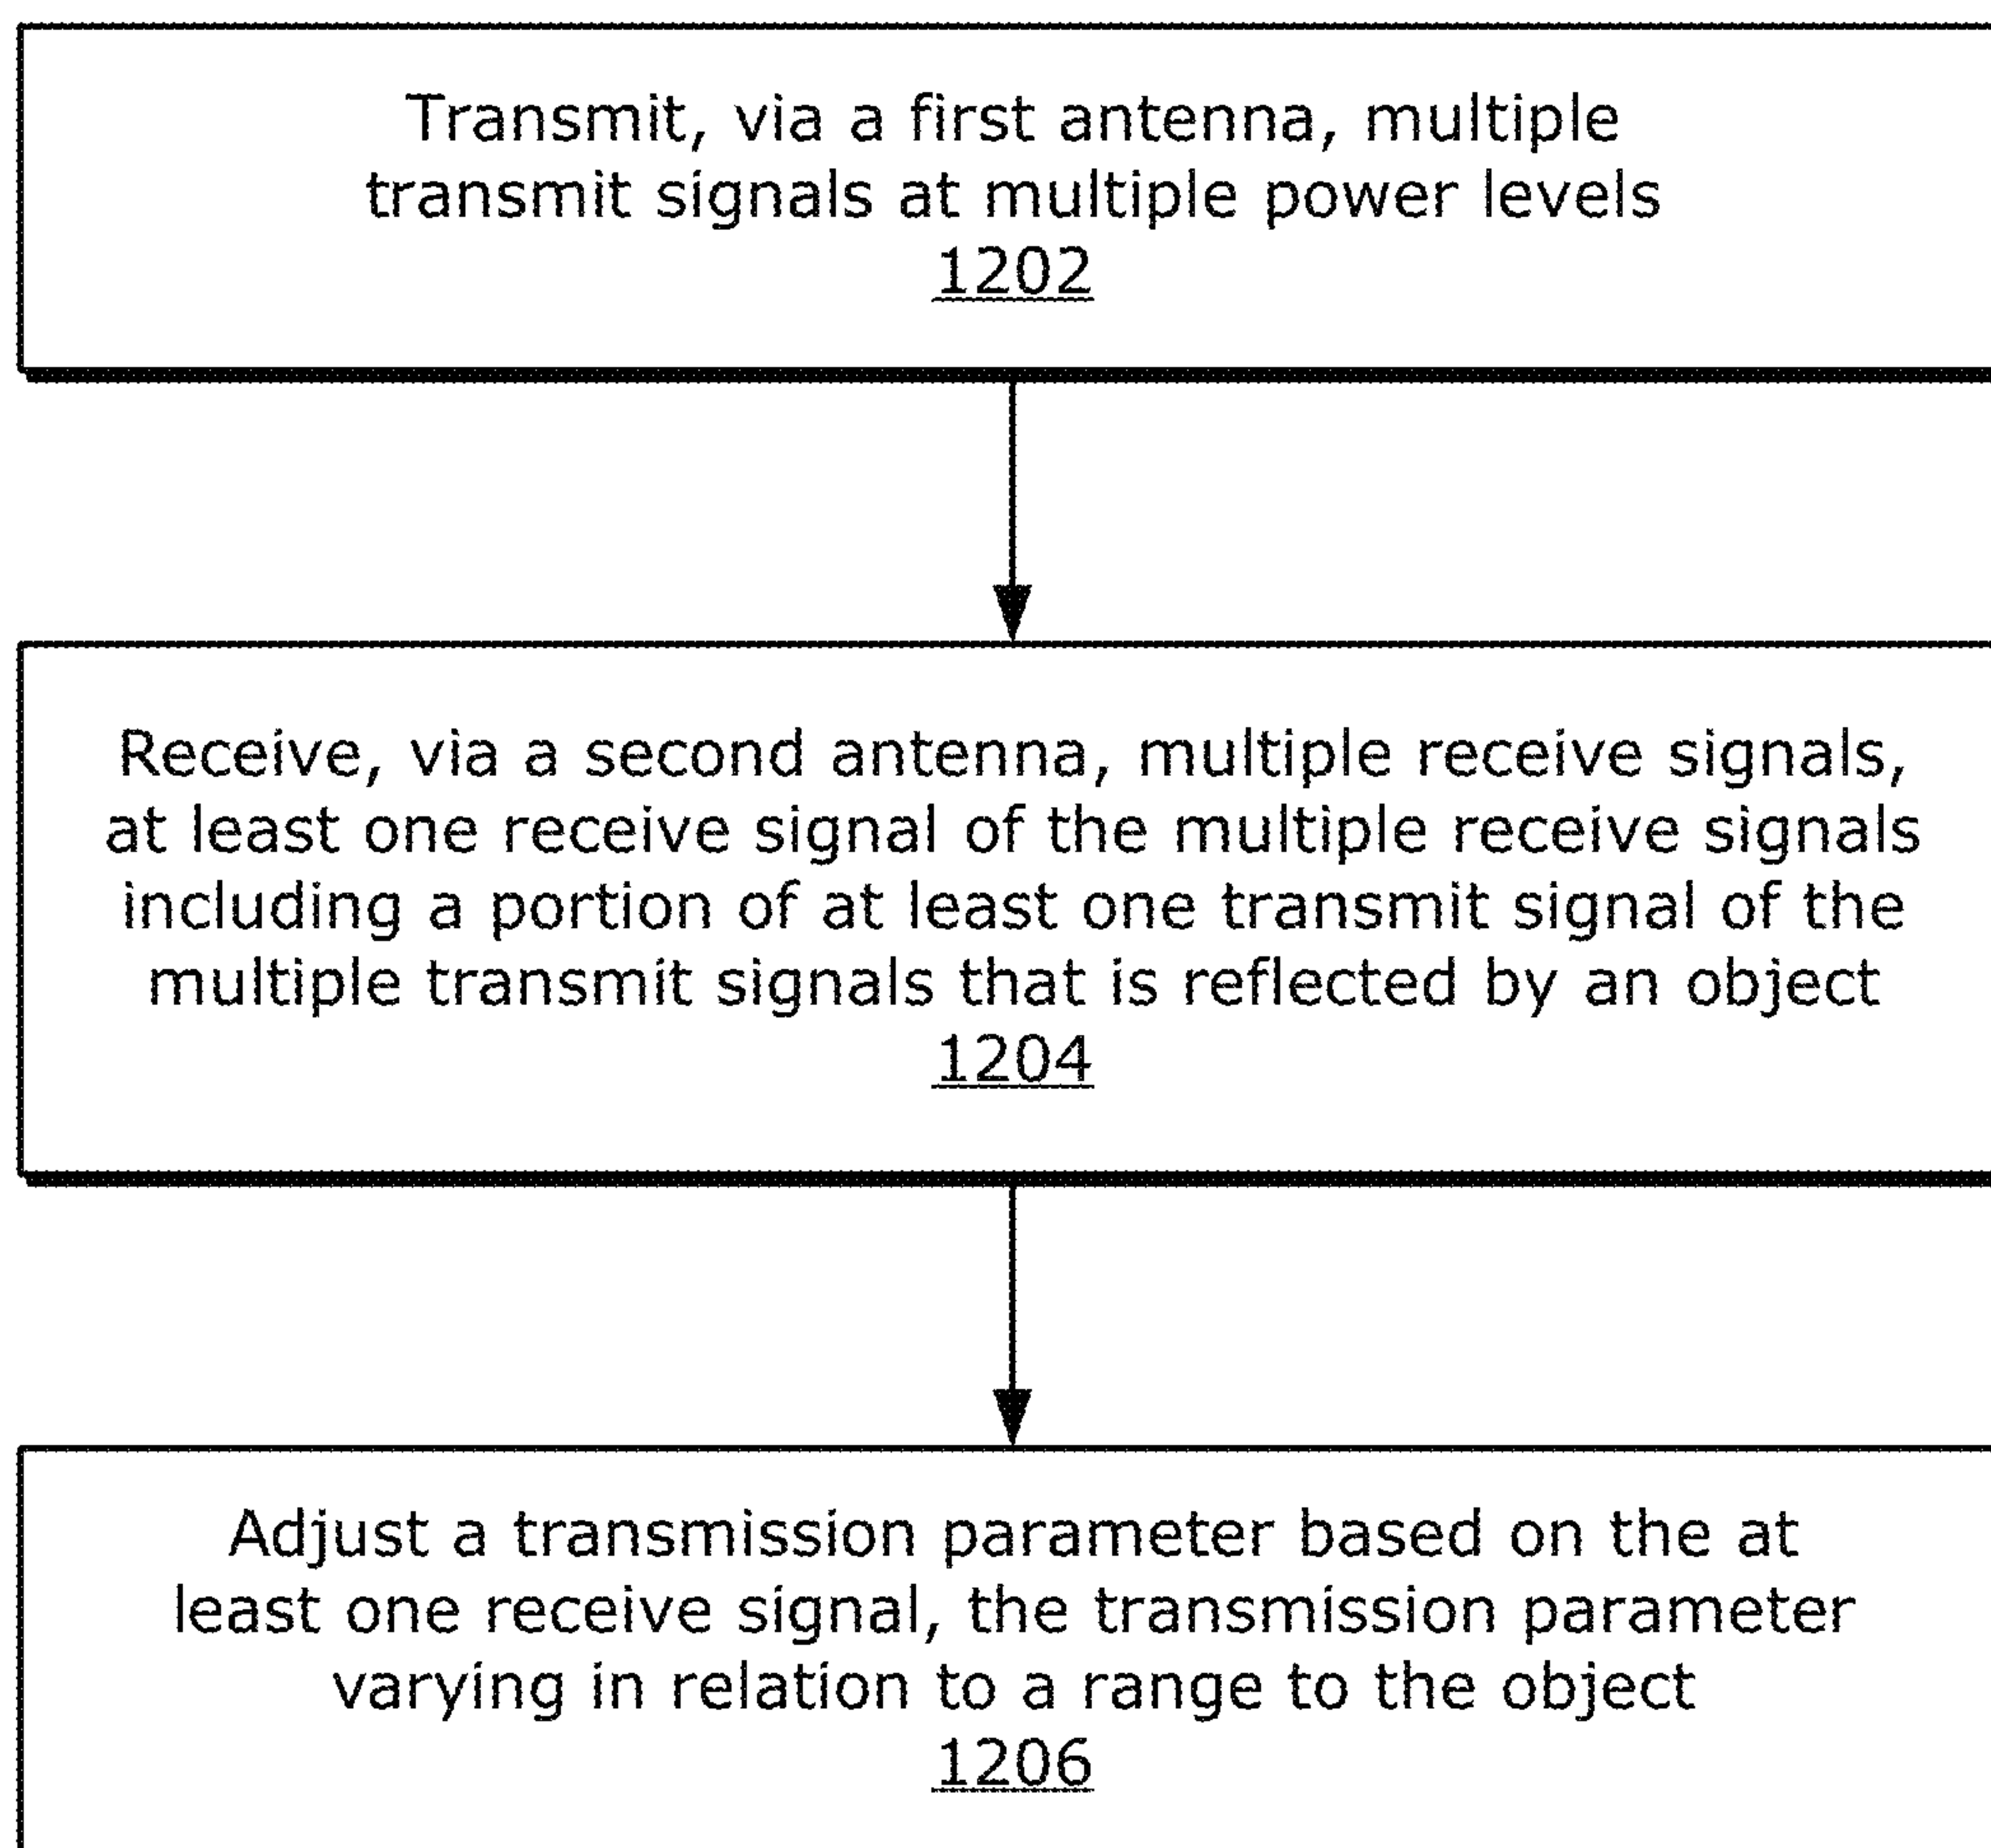 Transmit, via a first antenna, multiple
transmit signals at multiple power levels
1202
Receive, via a second antenna, multiple receive signals,
at least one receive signal of the multiple receive signals
including a portion of at least one transmit signal of the
multiple transmit signals that is reflected by an object
1204
Adjust a transmission parameter based on the at
least one receive signal, the transmission parameter
varying in relation to a range to the object
1206